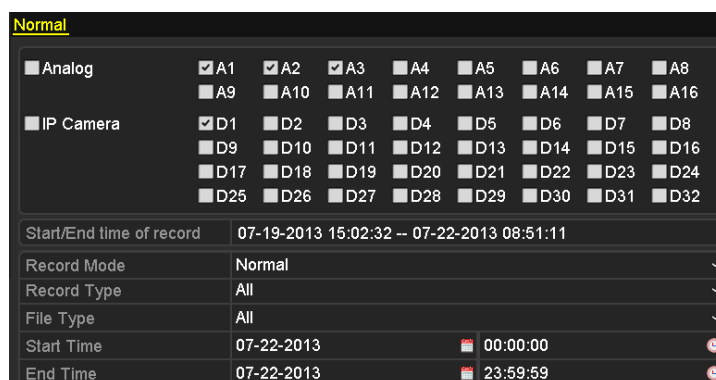 Normal
Analog A1 A2 A3 A4 A5 A6 A7 A8
A9 A10 A11 A12 A13 A14 A15 A16
IP Camera D1 D2 D3 D4 D5 D6 D7 D8
D9 D10 D11 D12 D13 D14 D15 D16
D17 D18 D19 D20 D21 D22 D23 D24
D25 D26 D27 D28 D29 D30 D31 D32
Start/End time of record 07-19-2013 15:02:32 -- 07-22-2013 08:51:11
Record Mode Normal
Record Type All
File Type All
Start Time 07-22-2013 00:00:00
End Time 07-22-2013 23:59:59